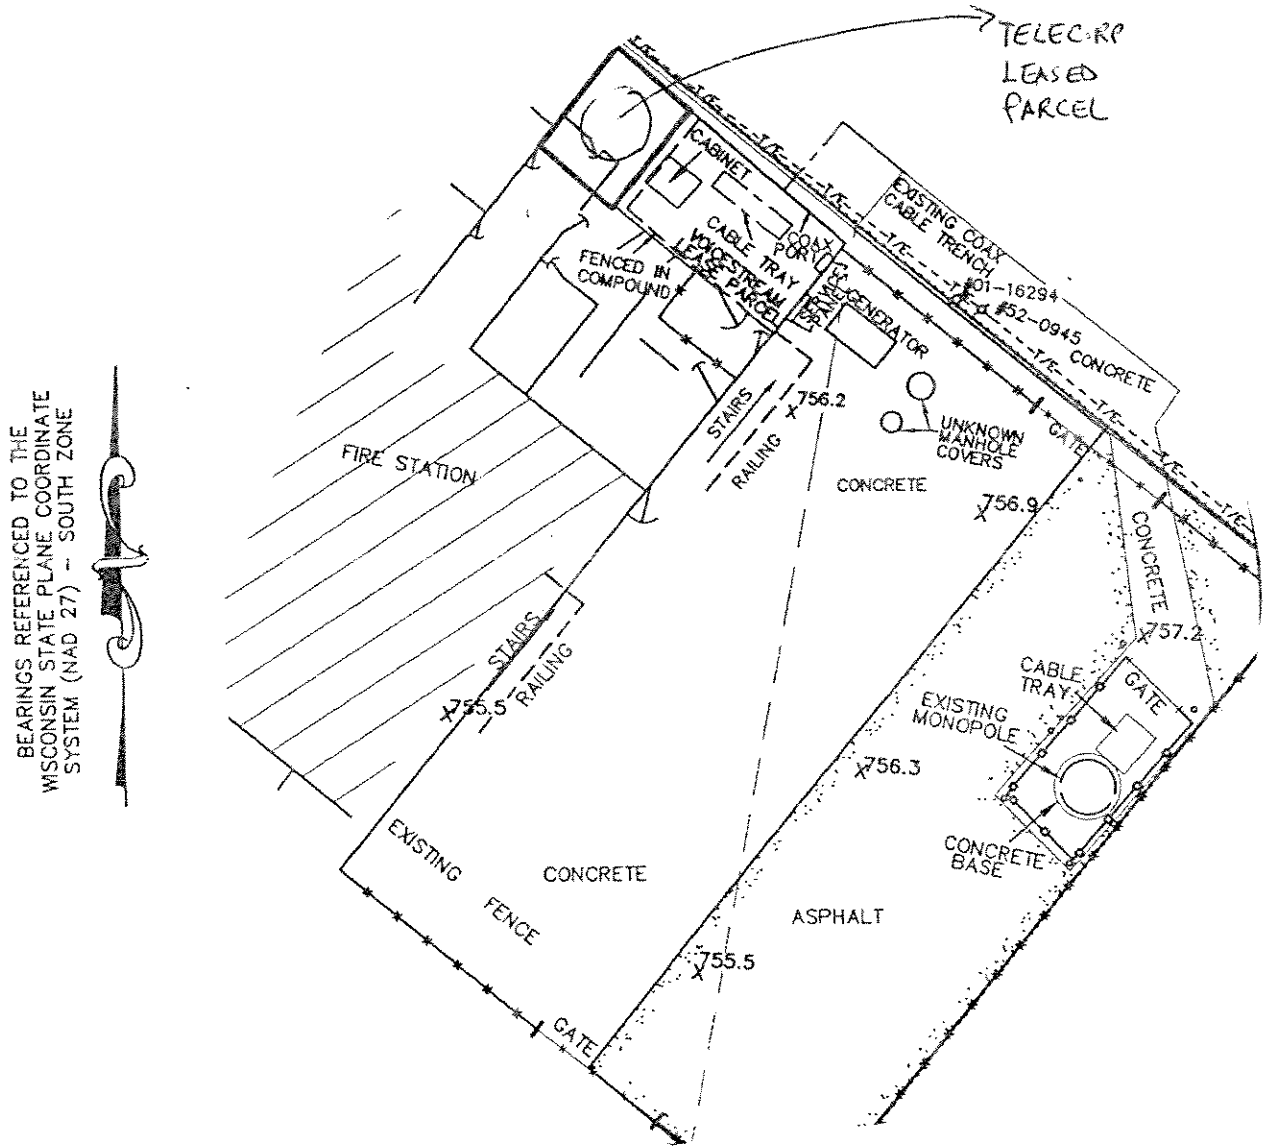 TELECORP
LEASED
PARCEL
T/E
T/E
T/E
T/E
T/E
T/E
T/E
T/E
T/E
T/E
CABINET
EXISTING COAX
CABLE TRENCH
#01-16294
#52-0945
CONCRETE
CABLE TRAY
COAX
PORT
VOICESTREAM
LEASE PARCEL
FENCED IN
COMPOUND
PANEL
GENERATOR
STAIRS
RAILING
756.2
UNKNOWN
MANHOLE
COVERS
GATE
CONCRETE
756.9
FIRE STATION
BEARINGS REFERENCED TO THE
WISCONSIN STATE PLANE COORDINATE
SYSTEM (NAD 27) - SOUTH ZONE
CONCRETE
757.2
STAIRS
RAILING
755.5
CABLE
TRAY
GATE
EXISTING
MONOPOLE
756.3
CONCRETE
BASE
EXISTING
FENCE
CONCRETE
ASPHALT
755.5
GATE